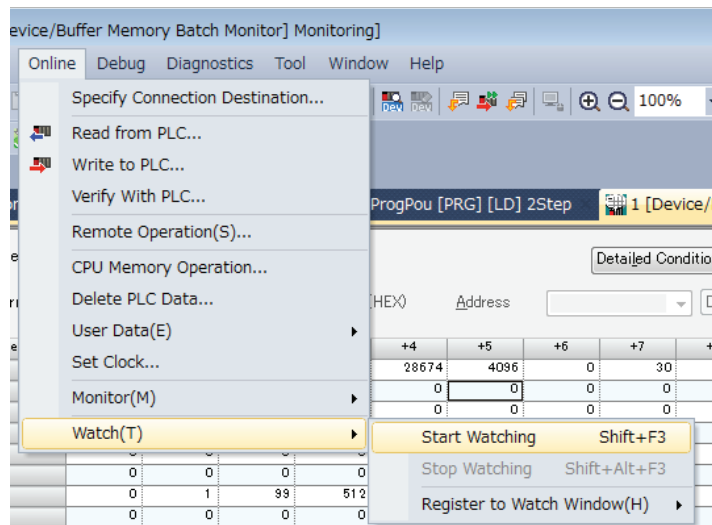 evice/Buffer Memory Batch Monitor] Monitoring]
Online Debug Diagnostics Tool Window Help
Specify Connection Destination...
Dev Dev 100%
Read from PLC...
Write to PLC...
Verify With PLC...
ProgPou [PRG] [LD] 2Step 1 [Device/
Remote Operation(S)...
CPU Memory Operation...
Detailed Conditio
Delete PLC Data...
(HEX) Address
User Data(E)
+4 +5 +6 +7
Set Clock...
28674 4096 0 30
0 0 0 0
Monitor(M)
0 0 0 0
Watch(T)
Start Watching Shift+F3
0 0 0 0
Stop Watching Shift+Alt+F3
0 1 99 512
Register to Watch Window(H)
0 0 0 0